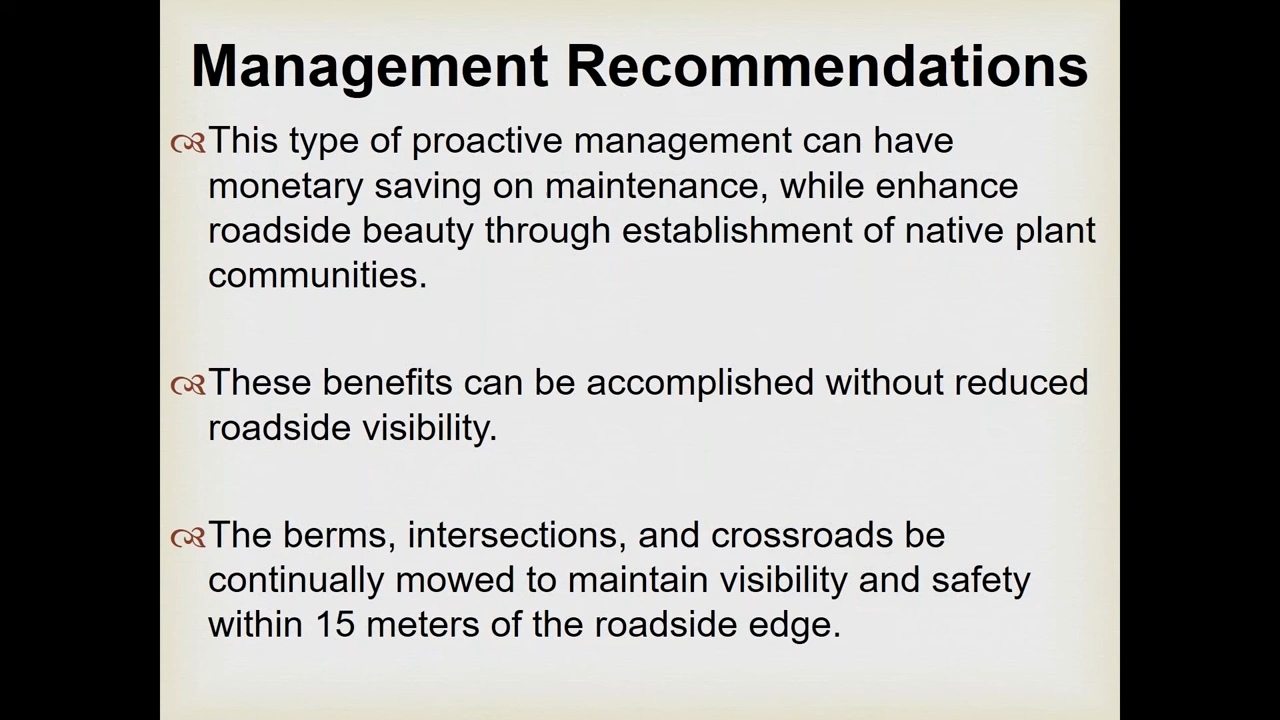 Management Recommendations
This type of proactive management can have
monetary saving on maintenance, while enhance
roadside beauty through establishment of native plant
communities.
These benefits can be accomplished without reduced
roadside visibility.
The berms, intersections, and crossroads be
continually mowed to maintain visibility and safety
within 15 meters of the roadside edge.